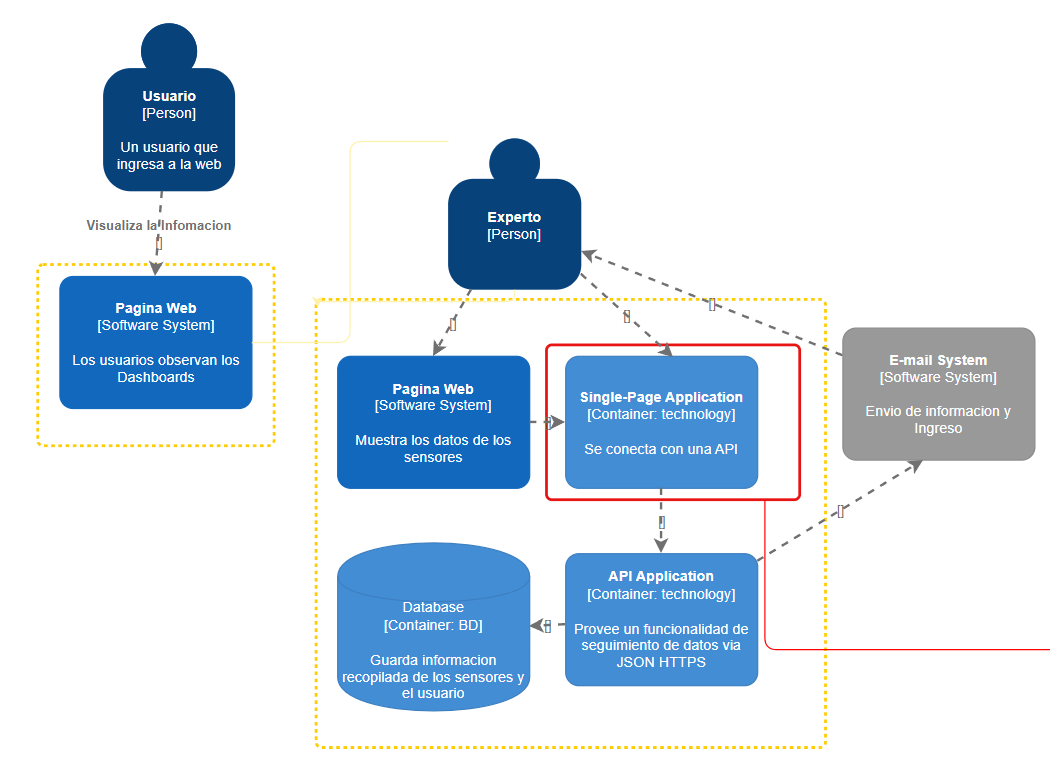 Usuario
[Person]
Un usuario que
ingresa a la web
Visualiza la Infomacion
Pagina Web
[Software System]
Los usuarios observan los
Dashboards
Experto
[Person]
Pagina Web
[Software System]
Muestra los datos de los
sensores
Single-Page Application
[Container: technology]
Se conecta con una API
E-mail System
[Software System]
Envio de informacion y
Ingreso
Database
[Container: BD]
Guarda informacion
recopilada de los sensores y
el usuario
API Application
[Container: technology]
Provee un funcionalidad de
seguimiento de datos via
JSON HTTPS